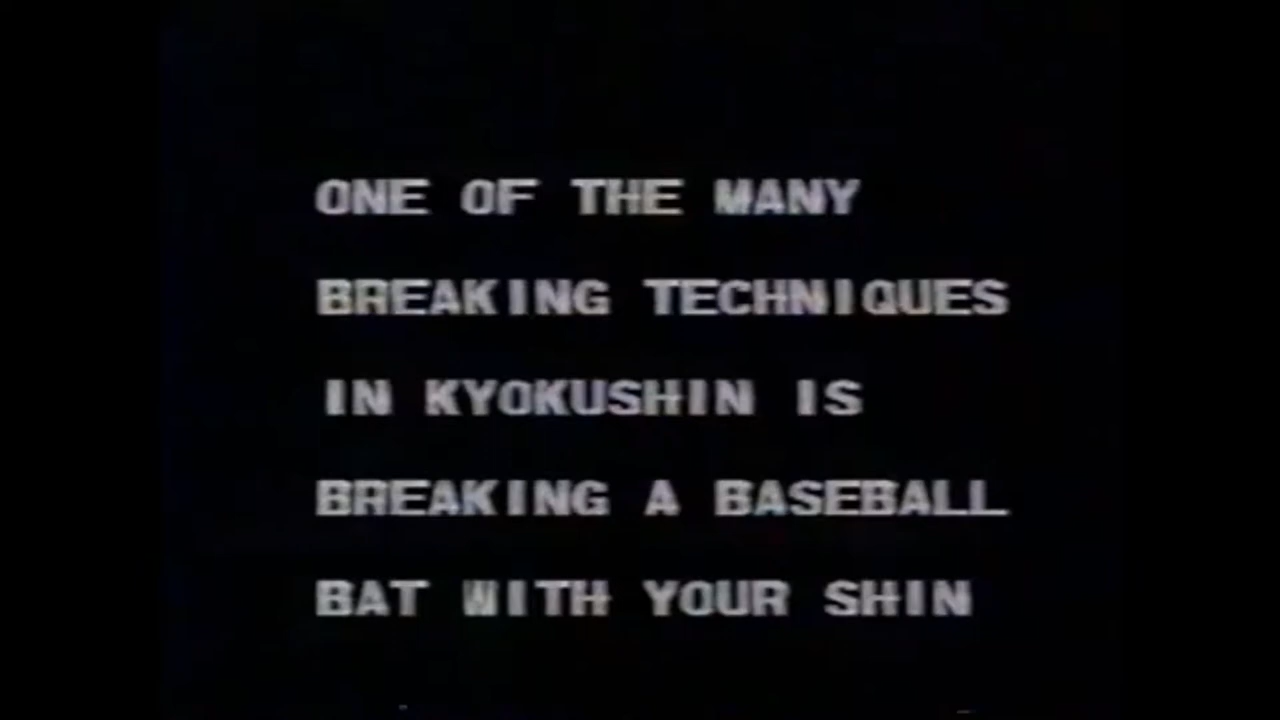 ONE OF THE MANY
BREAKING TECHNIQUES
IN KYOKUSHIN IS
BREAKING A BASEBALL
BAT WITH YOUR SHIN